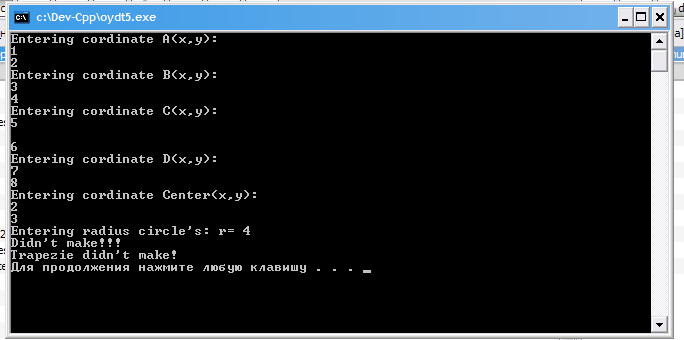 c:\Dev-Cpp\oydt5.exe
Entering cordinate A(x,y):
1
2
Entering cordinate B(x,y):
3
4
Entering cordinate C(x,y):
5
6
Entering cordinate D(x,y):
7
8
Entering cordinate Center(x,y):
2
3
Entering radius circle's: r= 4
Didn't make!!!
Trapezie didn't make!
Для продолжения нажмите любую клавишу . . . _